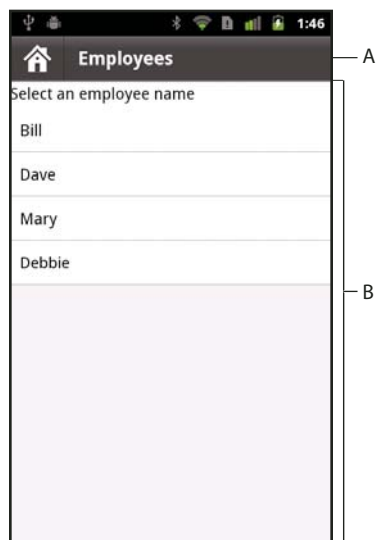 1:46
Employees
A
Select an employee name
Bill
Dave
Mary
Debbie
B